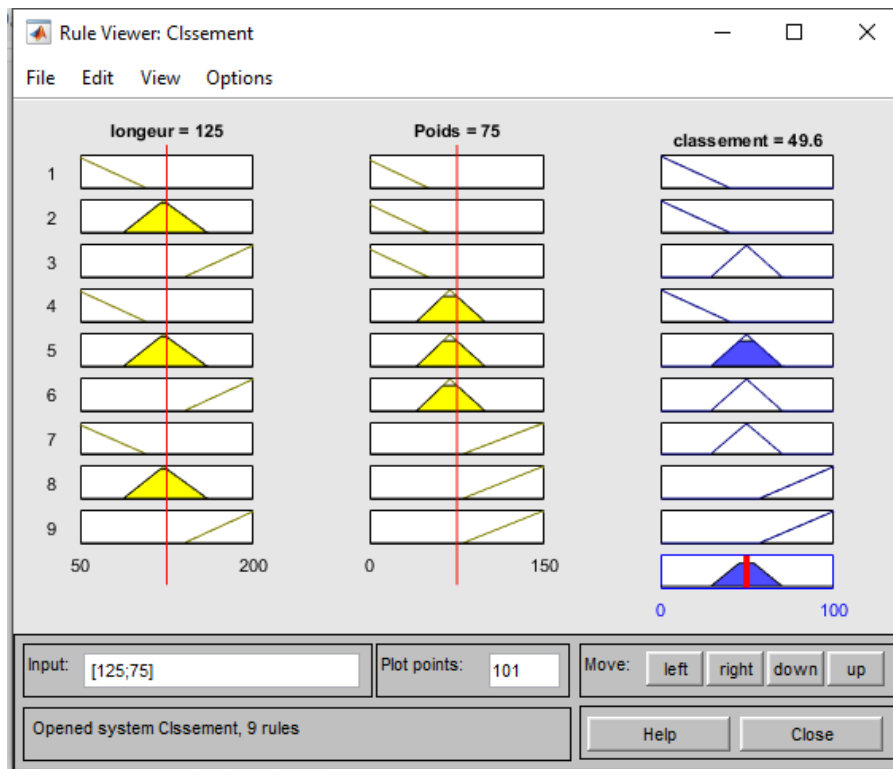 Rule Viewer: Clssement
File Edit View Options
longeur = 125 Poids = 75 classement = 49.6
1
2
3
4
5
6
7
8
9
50 200 0 150
0 100
Input: [125;75] Plot points: 101 Move: left right down up
Opened system Clssement, 9 rules Help Close